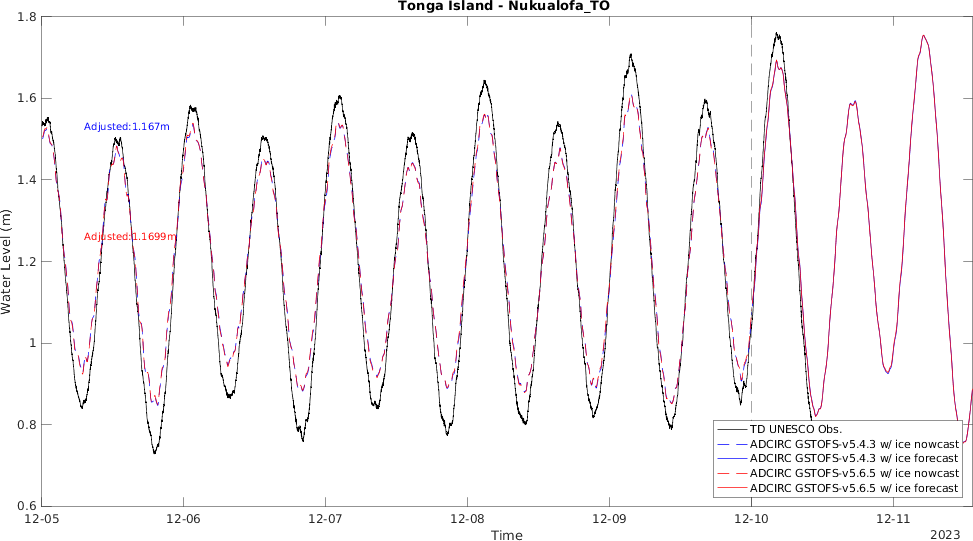 Tonga Island - Nukualofa_TO
1.8
1.6
1.4
1.2
1
0.8
0.6
Water Level (m)
Adjusted:1.167m
Adjusted:1.1699m
TD UNESCO Obs.
ADCIRC GSTOFS-v5.4.3 w/ ice nowcast
ADCIRC GSTOFS-v5.4.3 w/ ice forecast
ADCIRC GSTOFS-v5.6.5 w/ ice nowcast
ADCIRC GSTOFS-v5.6.5 w/ ice forecast
12-05 12-06 12-07 12-08 12-09 12-10 12-11
Time
2023